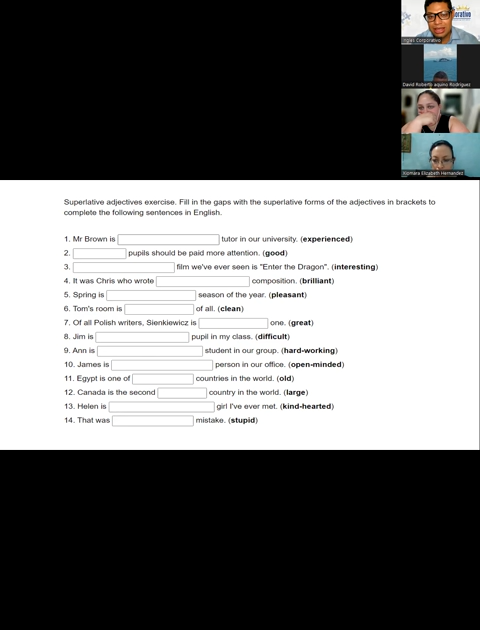 Inglés Corporativo
David Roberto aquino Rodriguez
Xiomara Elizabeth Hernandez
Superlative adjectives exercise. Fill in the gaps with the superlative forms of the adjectives in brackets to
complete the following sentences in English.
1. Mr Brown is tutor in our university. (experienced)
2. pupils should be paid more attention. (good)
3. film we've ever seen is "Enter the Dragon". (interesting)
4. It was Chris who wrote composition. (brilliant)
5. Spring is season of the year. (pleasant)
6. Tom's room is of all. (clean)
7. Of all Polish writers, Sienkiewicz is one. (great)
8. Jim is pupil in my class. (difficult)
9. Ann is student in our group. (hard-working)
10. James is person in our office. (open-minded)
11. Egypt is one of countries in the world. (old)
12. Canada is the second country in the world. (large)
13. Helen is girl I've ever met. (kind-hearted)
14. That was mistake. (stupid)